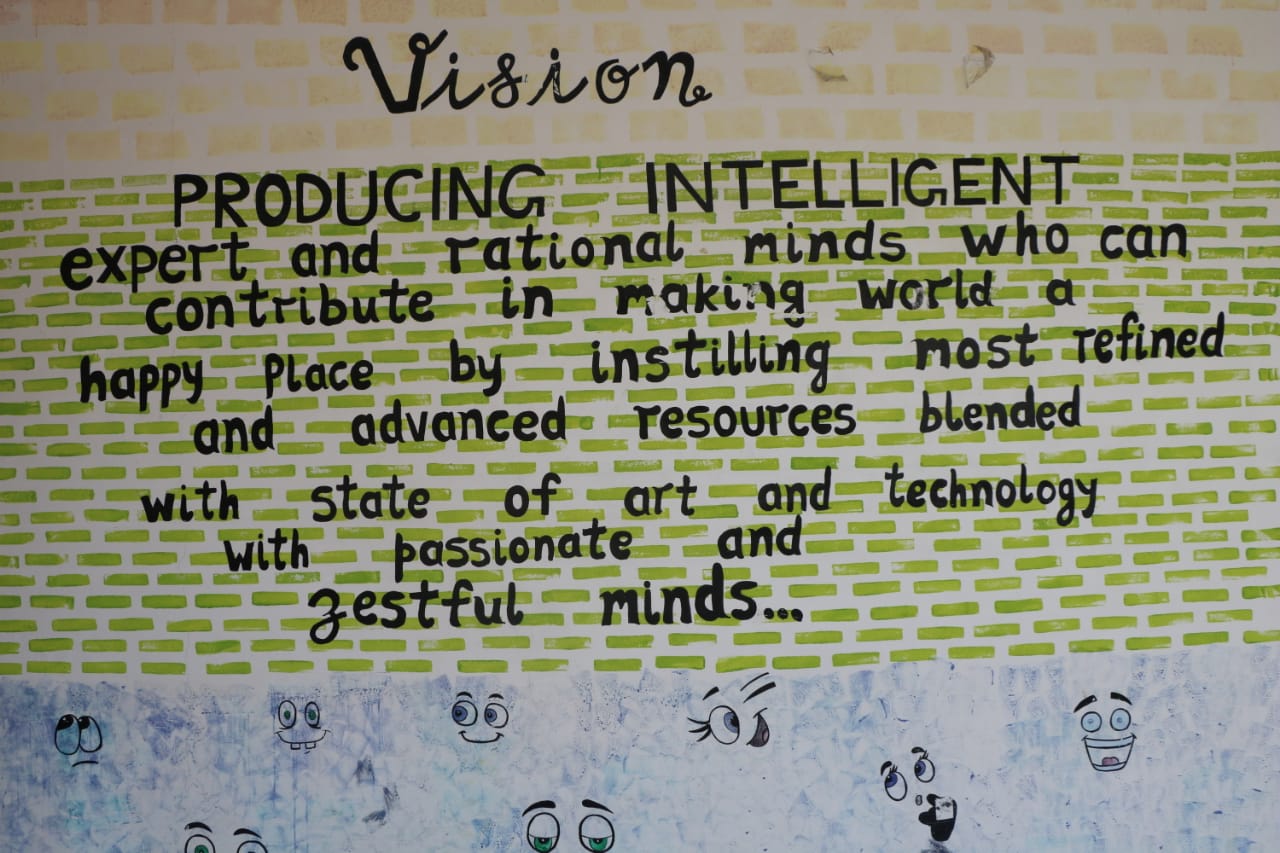 Vision
PRODUCING INTELLIGENT
expert and rational minds who can
contribute in making world a
happy Place by instilling most refined
and advanced resources blended
with state of art and technology
with passionate and
zestful minds...